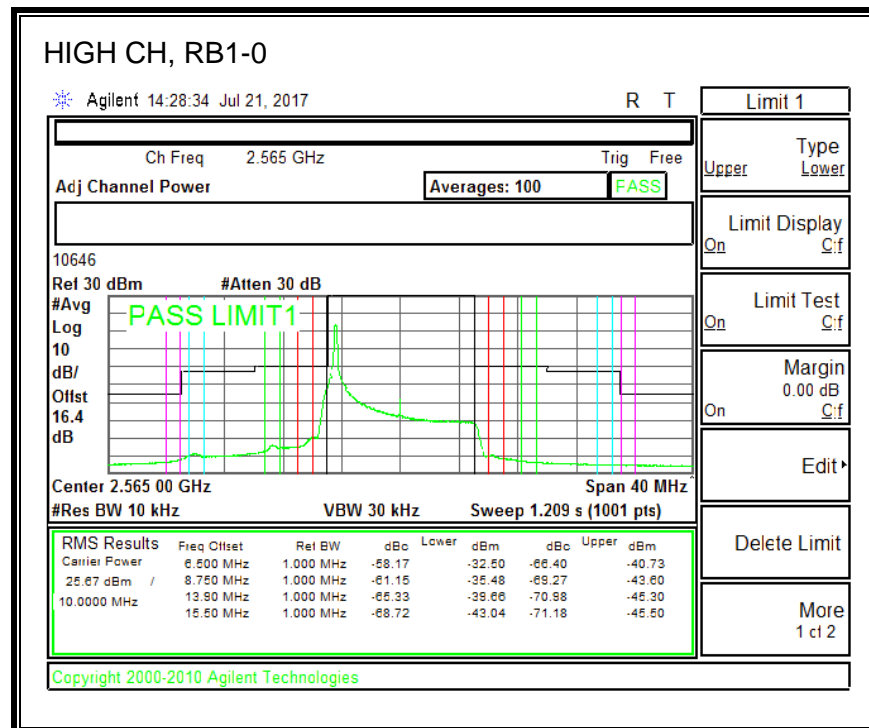 HIGH CH, RB1-0
Agilent 14:28:34 Jul 21, 2017 R T
Limit 1
Ch Freq 2.565 GHz Trig Free
Type
Upper Lower
Adj Channel Power Averages: 100 PASS
Limit Display
On Off
10646
Ref 30 dBm #Atten 30 dB
#Avg
Log
10
dB/
Offst
16.4
dB
PASS LIMIT1
Limit Test
On Off
Margin
0.00 dB
On Off
Edit
Center 2.565 00 GHz Span 40 MHz
#Res BW 10 kHz VBW 30 kHz Sweep 1.209 s (1001 pts)
RMS Results Freq Offset Ref BW dBc Lower dBm dBc Upper dBm
Carrier Power 6.500 MHz 1.000 MHz -58.17 -32.50 -66.40 -40.73
25.67 dBm / 8.750 MHz 1.000 MHz -61.15 -35.48 -69.27 -43.60
10.0000 MHz 13.90 MHz 1.000 MHz -65.33 -39.66 -70.98 -45.30
15.50 MHz 1.000 MHz -68.72 -43.04 -71.18 -45.50
Delete Limit
More
1 of 2
Copyright 2000-2010 Agilent Technologies